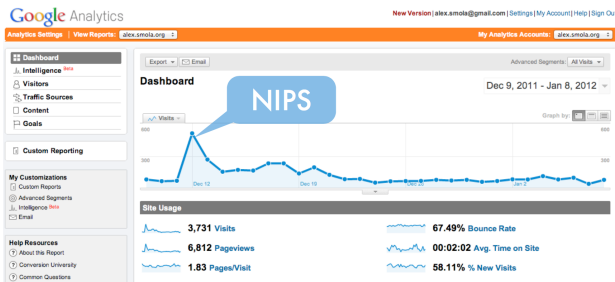 Google Analytics
New Version | alex.smola@gmail.com | Settings | My Account | Help | Sign Ou
Analytics Settings | View Reports: alex.smola.org
My Analytics Accounts: alex.smola.org
Dashboard
Intelligence Beta
Visitors
Traffic Sources
Content
Goals
Custom Reporting
My Customizations
Custom Reports
Advanced Segments
Intelligence Beta
Email
Help Resources
About this Report
Conversion University
Common Questions
Export Email
Advanced Segments: All Visits
Dashboard
Dec 9, 2011 - Jan 8, 2012
NIPS
Visits
Graph by:
600 600
300 300
Dec 12 Dec 19 Dec 26 Jan 2
Site Usage
3,731 Visits
67.49% Bounce Rate
6,812 Pageviews
00:02:02 Avg. Time on Site
1.83 Pages/Visit
58.11% % New Visits